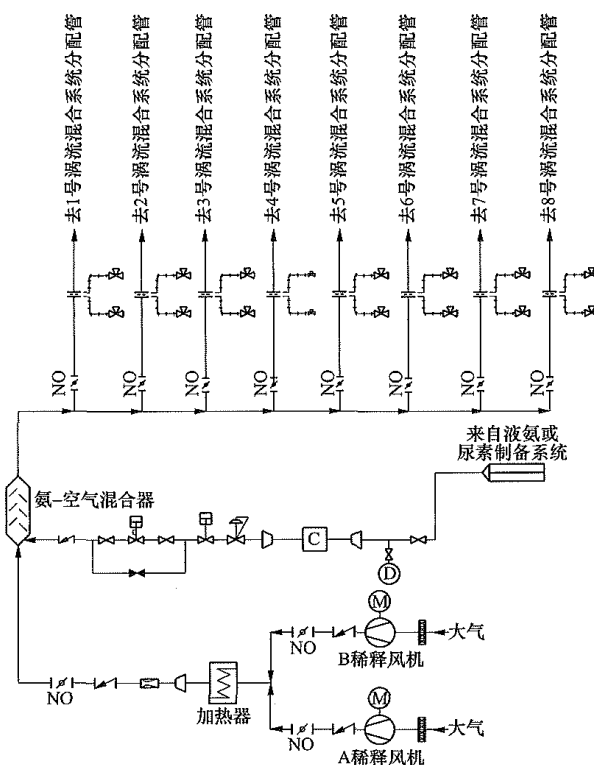 去1号涡流混合系统分配管
去2号涡流混合系统分配管
去3号涡流混合系统分配管
去4号涡流混合系统分配管
去5号涡流混合系统分配管
去6号涡流混合系统分配管
去7号涡流混合系统分配管
去8号涡流混合系统分配管
NO
NO
NO
NO
NO
NO
NO
NO
来自液氨或
尿素制备系统
氨-空气混合器
C
D
M
大气
NO
B稀释风机
NO
加热器
M
大气
NO
A稀释风机